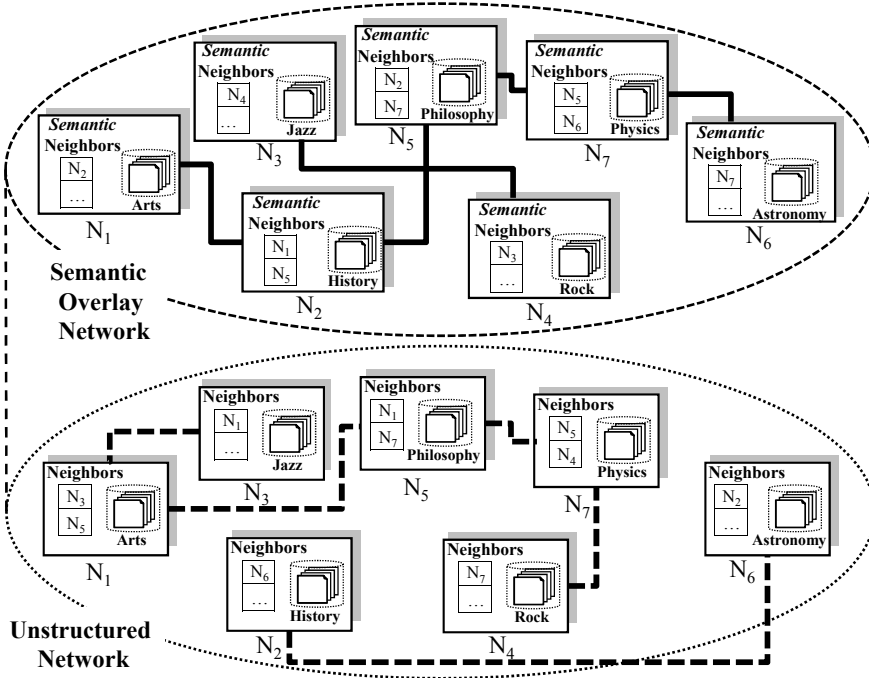 Semantic
Neighbors
N2
...
Arts
N1
Semantic
Neighbors
N4
...
Jazz
N3
Semantic
Neighbors
N2
N7
Philosophy
N5
Semantic
Neighbors
N5
N6
Physics
N7
Semantic
Neighbors
N7
...
Astronomy
N6
Semantic
Neighbors
N1
N5
History
N2
Semantic
Neighbors
N3
...
Rock
N4
Semantic
Overlay
Network
Neighbors
N3
N5
Arts
N1
Neighbors
N1
...
Jazz
N3
Neighbors
N1
N7
Philosophy
N5
Neighbors
N5
N4
Physics
N7
Neighbors
N2
...
Astronomy
N6
Neighbors
N6
...
History
N2
Neighbors
N7
...
Rock
N4
Unstructured
Network